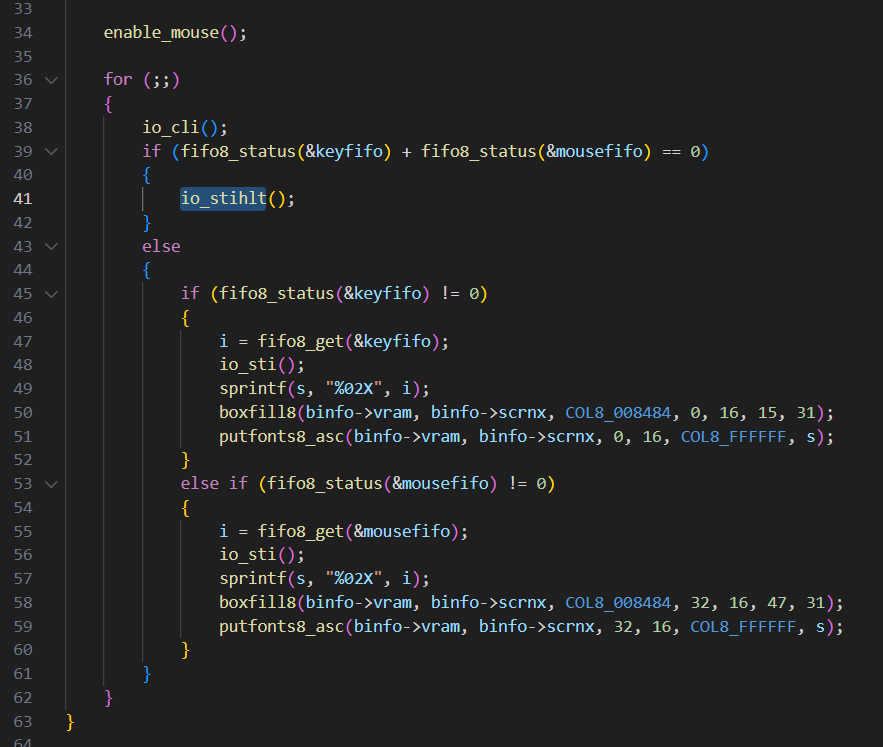 33
34 enable_mouse();
35
36 for (;;)
37 {
38 io_cli();
39 if (fifo8_status(&keyfifo) + fifo8_status(&mousefifo) == 0)
40 {
41 io_stihlt();
42 }
43 else
44 {
45 if (fifo8_status(&keyfifo) != 0)
46 {
47 i = fifo8_get(&keyfifo);
48 io_sti();
49 sprintf(s, "%02X", i);
50 boxfill8(binfo->vram, binfo->scrnx, COL8_008484, 0, 16, 15, 31);
51 putfonts8_asc(binfo->vram, binfo->scrnx, 0, 16, COL8_FFFFFF, s);
52 }
53 else if (fifo8_status(&mousefifo) != 0)
54 {
55 i = fifo8_get(&mousefifo);
56 io_sti();
57 sprintf(s, "%02X", i);
58 boxfill8(binfo->vram, binfo->scrnx, COL8_008484, 32, 16, 47, 31);
59 putfonts8_asc(binfo->vram, binfo->scrnx, 32, 16, COL8_FFFFFF, s);
60 }
61 }
62 }
63 }
64